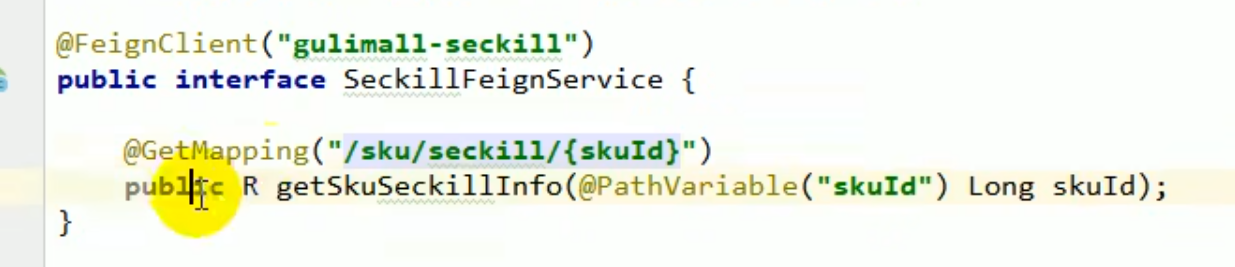 @FeignClient("gulimall-seckill")
public interface SeckillFeignService {
@GetMapping("/sku/seckill/{skuId}")
public R getSkuSeckillInfo(@PathVariable("skuId") Long skuId);
}